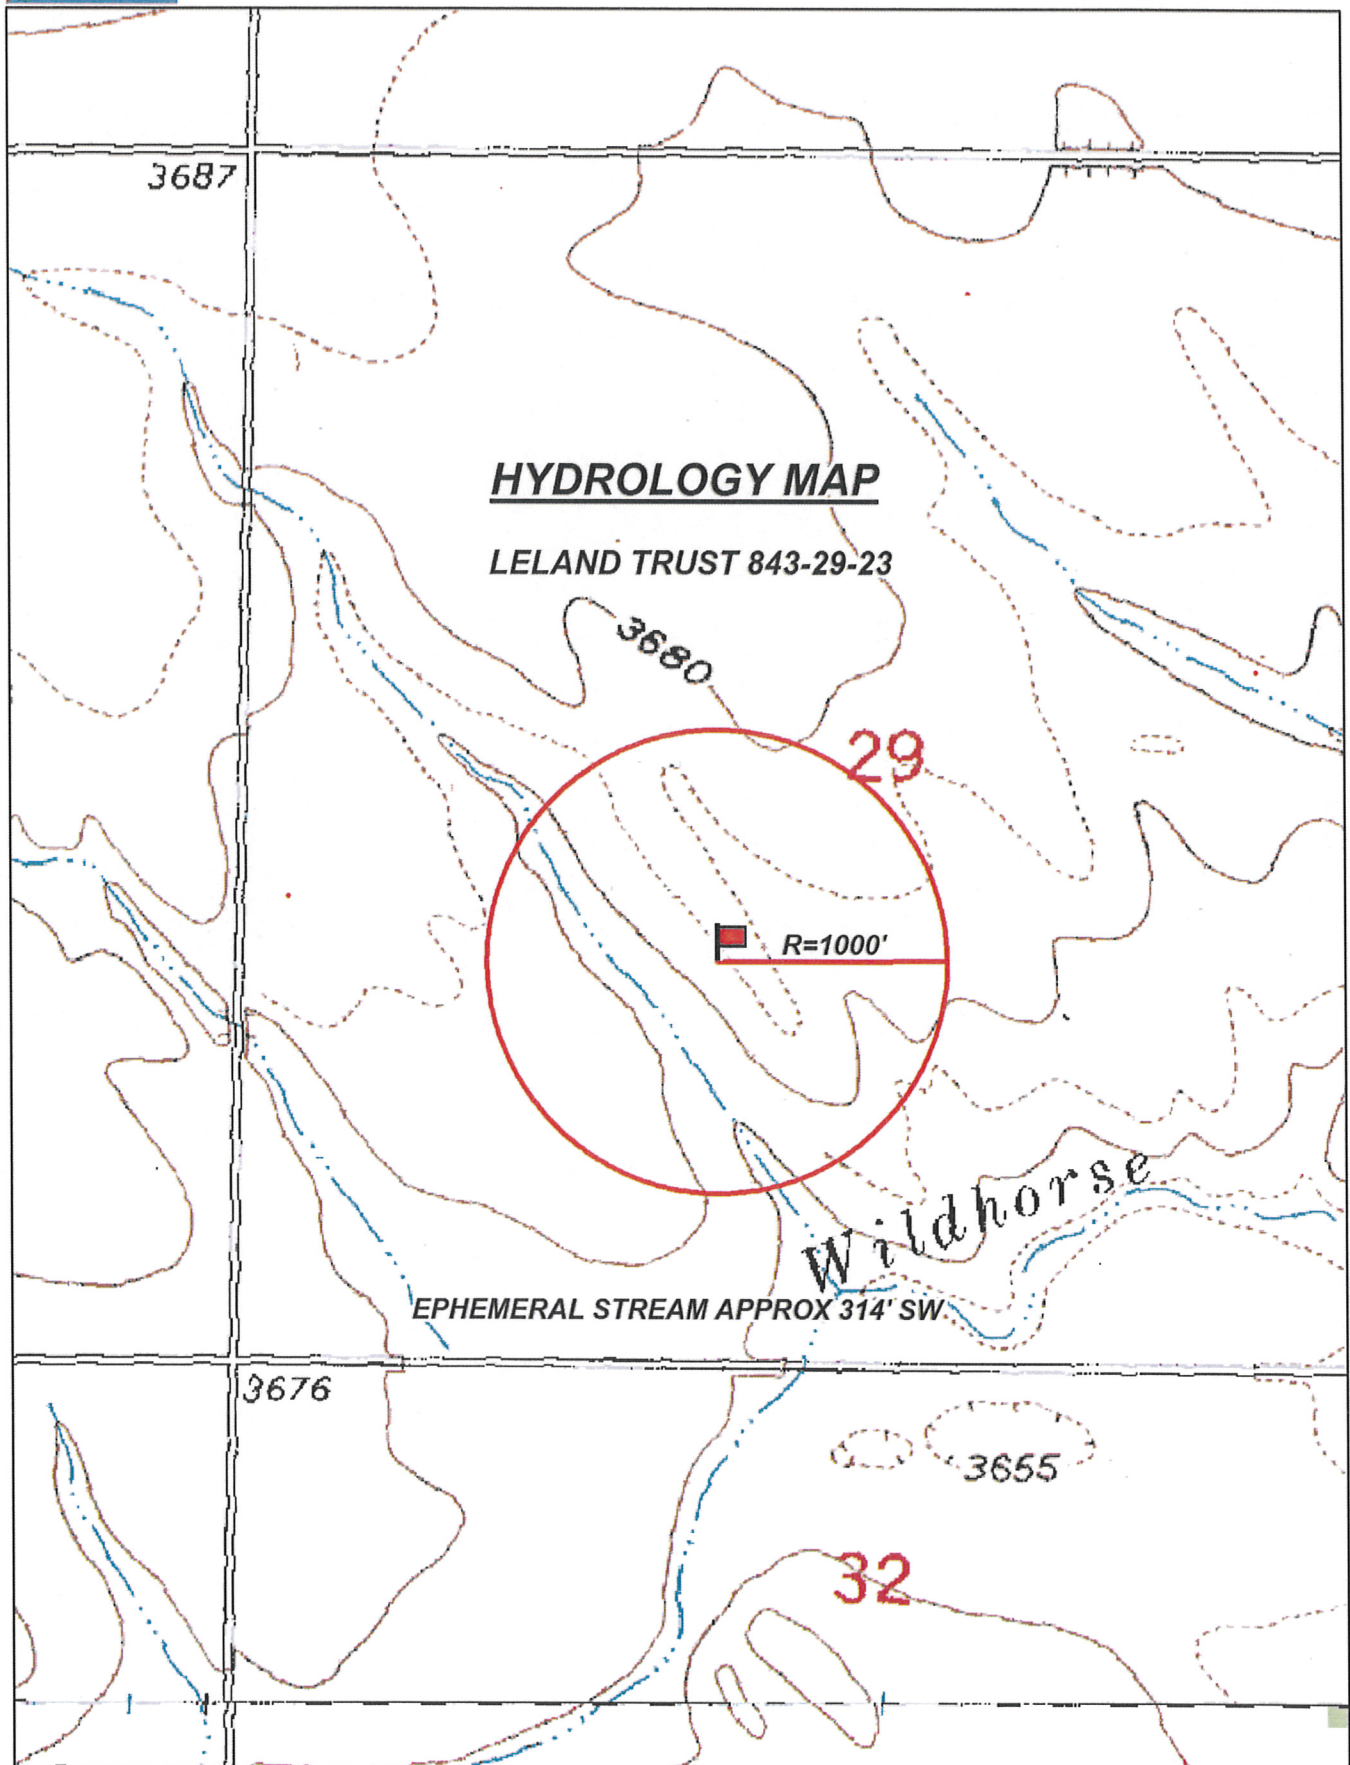 3687
HYDROLOGY MAP
LELAND TRUST 843-29-23
3680
29
R=1000'
Wildhorse
EPHEMERAL STREAM APPROX 314' SW
3676
3655
32